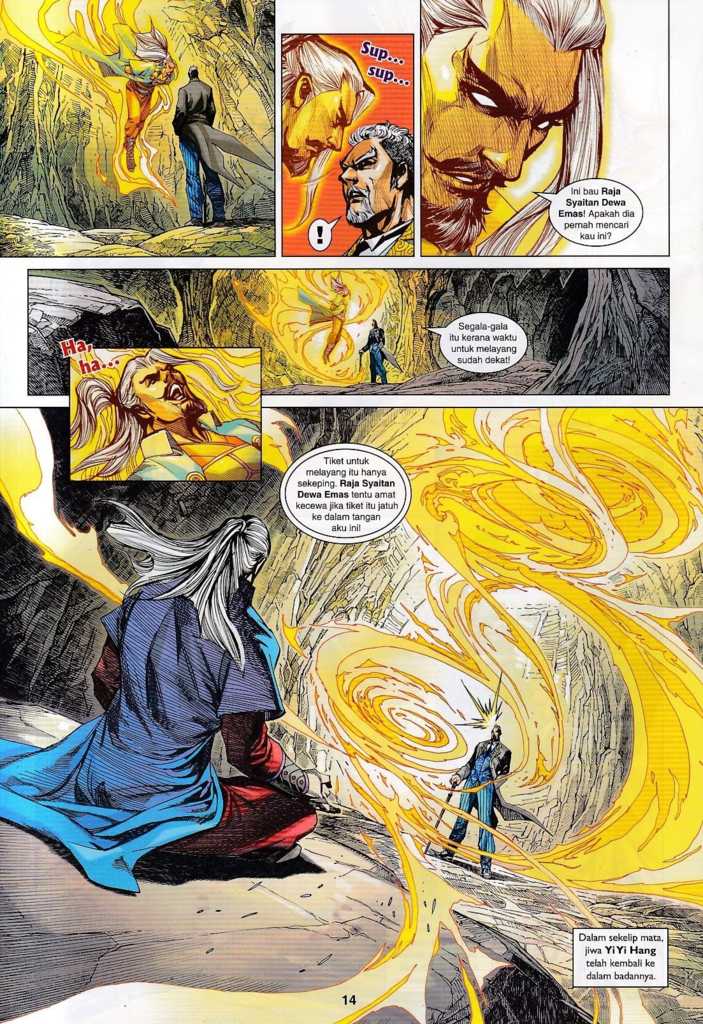 Sup...
sup...
!
Ini bau Raja
Syaitan Dewa
Emas! Apakah dia
pernah mencari
kau ini?
Segala-gala
itu kerana waktu
untuk melayang
sudah dekat!
Ha,
ha...
Tiket untuk
melayang itu hanya
sekeping. Raja Syaitan
Dewa Emas tentu amat
kecewa jika tiket itu jatuh
ke dalam tangan
aku ini!
Dalam sekelip mata,
jiwa YiYi Hang
telah kembali ke
dalam badannya.
14